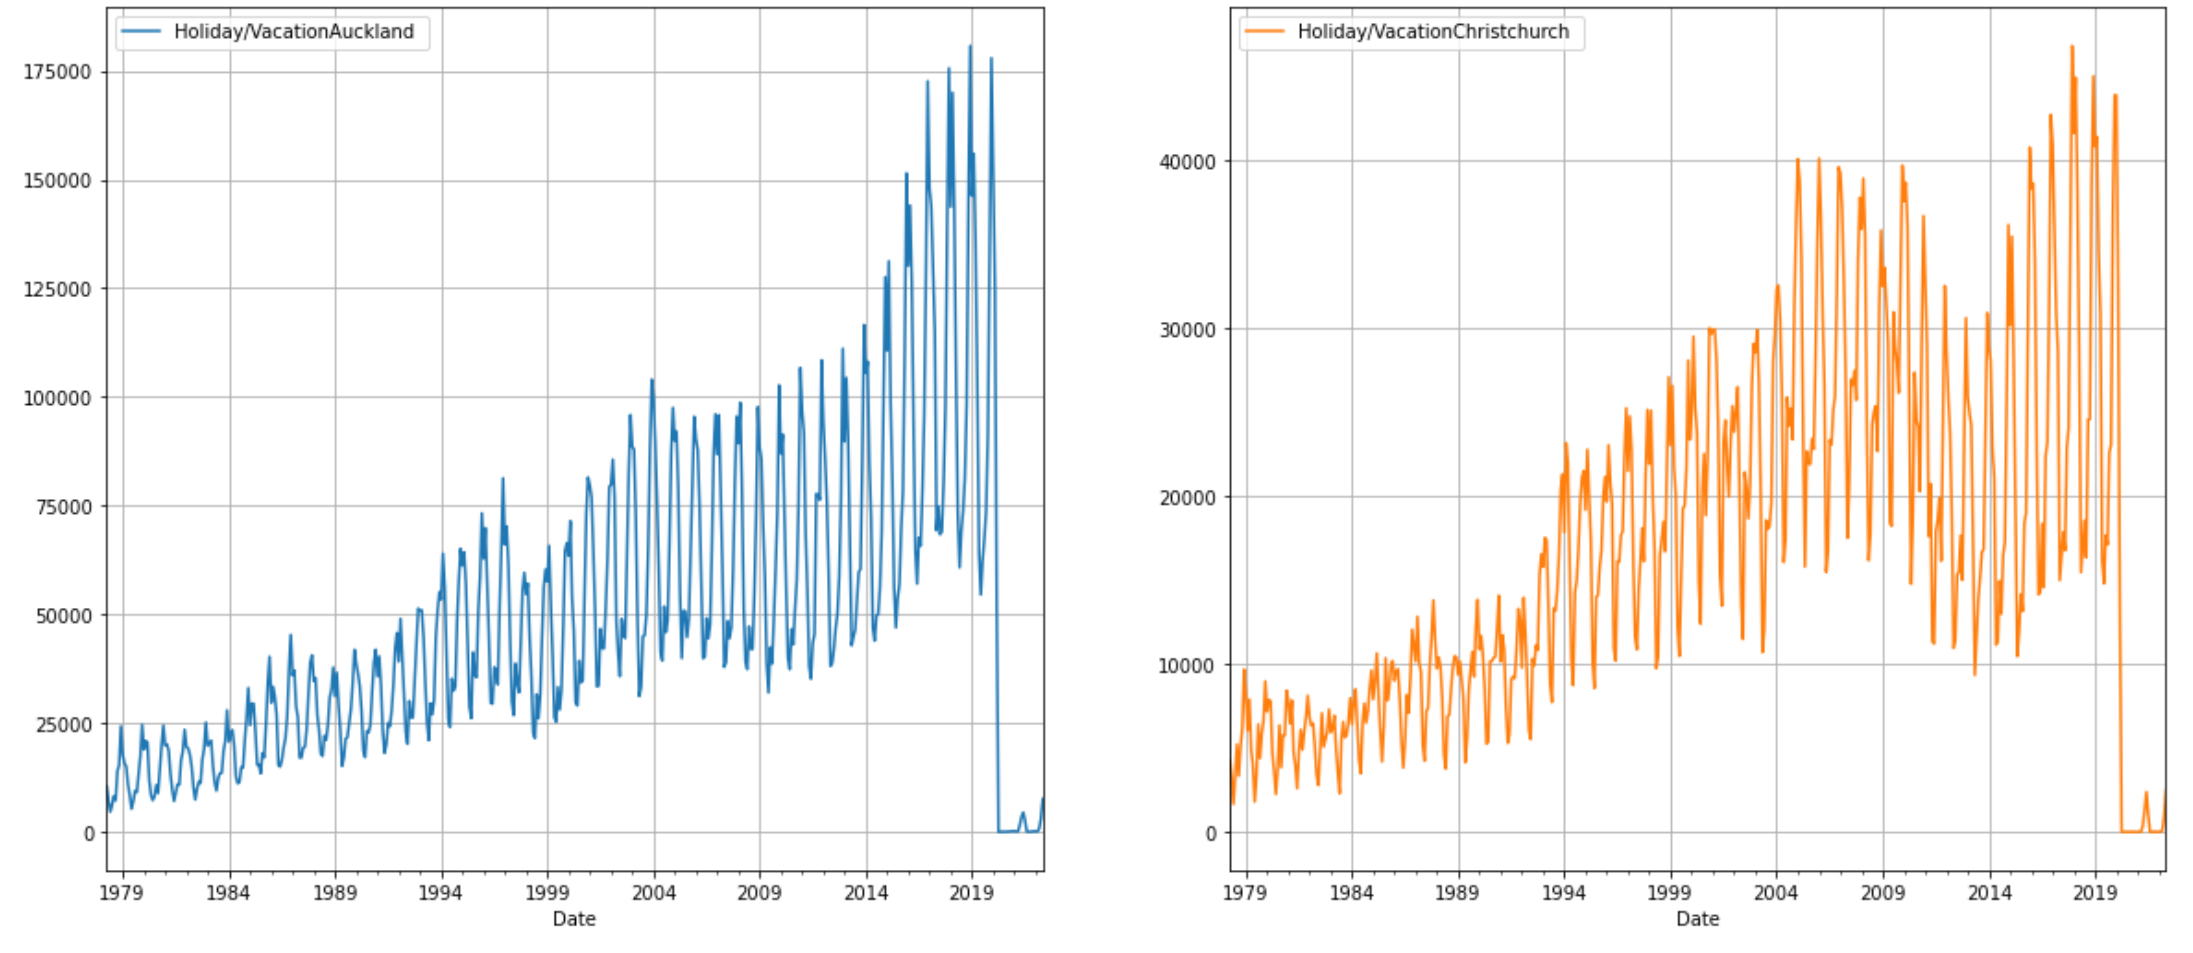 Holiday/VacationAuckland
175000
150000
125000
100000
75000
50000
25000
0
1979 1984 1989 1994 1999 2004 2009 2014 2019
Date
Holiday/VacationChristchurch
40000
30000
20000
10000
0
1979 1984 1989 1994 1999 2004 2009 2014 2019
Date